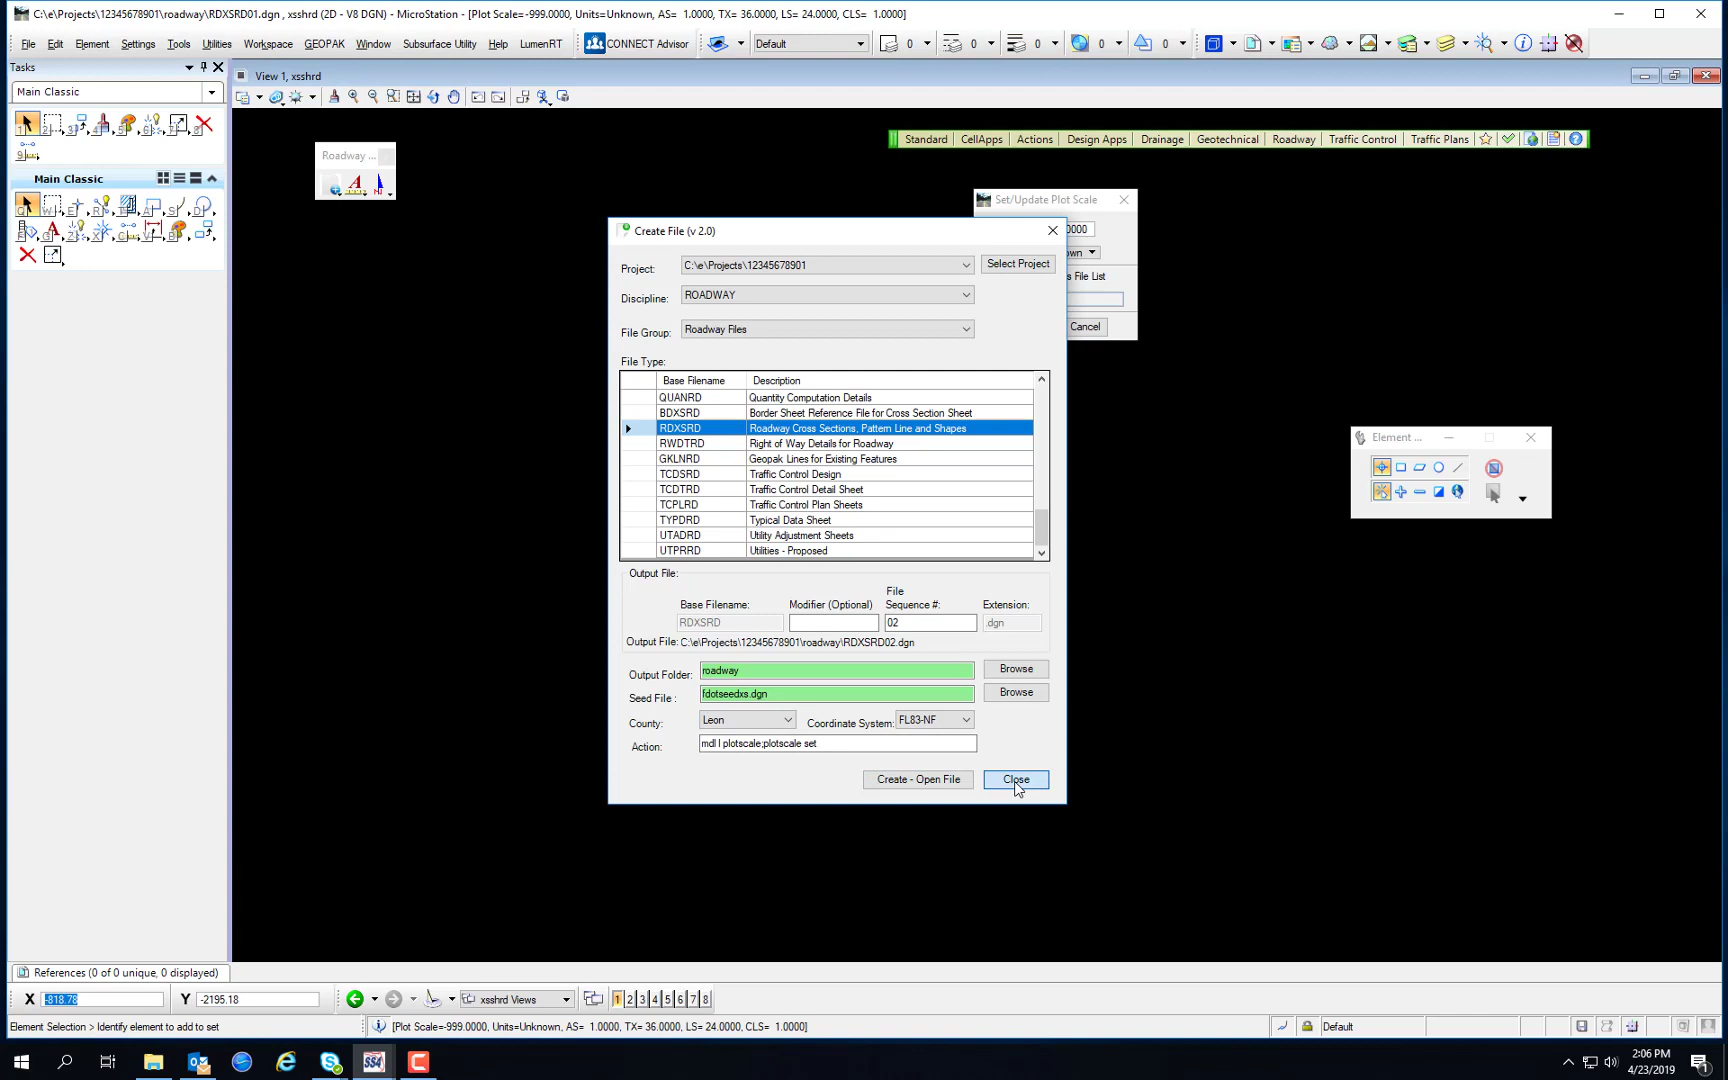 C:\e\Projects\12345678901\roadway\RDXSRD01.dgn , xsshrd (2D - V8 DGN) - MicroStation - [Plot Scale=-999.0000, Units=Unknown, AS= 1.0000, TX= 36.0000, LS= 24.0000, CLS= 1.0000]
File Edit Element Settings Tools Utilities Workspace GEOPAK Window Subsurface Utility Help LumenRT CONNECT Advisor Default 0 0 0 0 0
Tasks
View 1, xsshrd
Main Classic
Standard CellApps Actions Design Apps Drainage Geotechnical Roadway Traffic Control Traffic Plans
Roadway ...
Main Classic
Set/Update Plot Scale
0000
own
s File List
Cancel
Create File (v 2.0)
Project: C:\e\Projects\12345678901 Select Project
Discipline: ROADWAY
File Group: Roadway Files
File Type:
Base Filename Description
QUANRD Quantity Computation Details
BDXSRD Border Sheet Reference File for Cross Section Sheet
RDXSRD Roadway Cross Sections, Pattern Line and Shapes
RWDTRD Right of Way Details for Roadway
GKLNRD Geopak Lines for Existing Features
TCDSRD Traffic Control Design
TCDTRD Traffic Control Detail Sheet
TCPLRD Traffic Control Plan Sheets
TYPDRD Typical Data Sheet
UTADRD Utility Adjustment Sheets
UTPRRD Utilities - Proposed
Element ...
Output File:
File
Base Filename: Modifier (Optional) Sequence #: Extension:
RDXSRD 02 .dgn
Output File: C:\e\Projects\12345678901\roadway\RDXSRD02.dgn
Output Folder: roadway Browse
Seed File : fdotseedxs.dgn Browse
County: Leon Coordinate System: FL83-NF
Action: mdl l plotscale;plotscale set
Create - Open File Close
References (0 of 0 unique, 0 displayed)
X -818.78 Y -2195.18 xsshrd Views 1 2 3 4 5 6 7 8
Element Selection > Identify element to add to set [Plot Scale=-999.0000, Units=Unknown, AS= 1.0000, TX= 36.0000, LS= 24.0000, CLS= 1.0000] Default
SS4
2:06 PM
4/23/2019